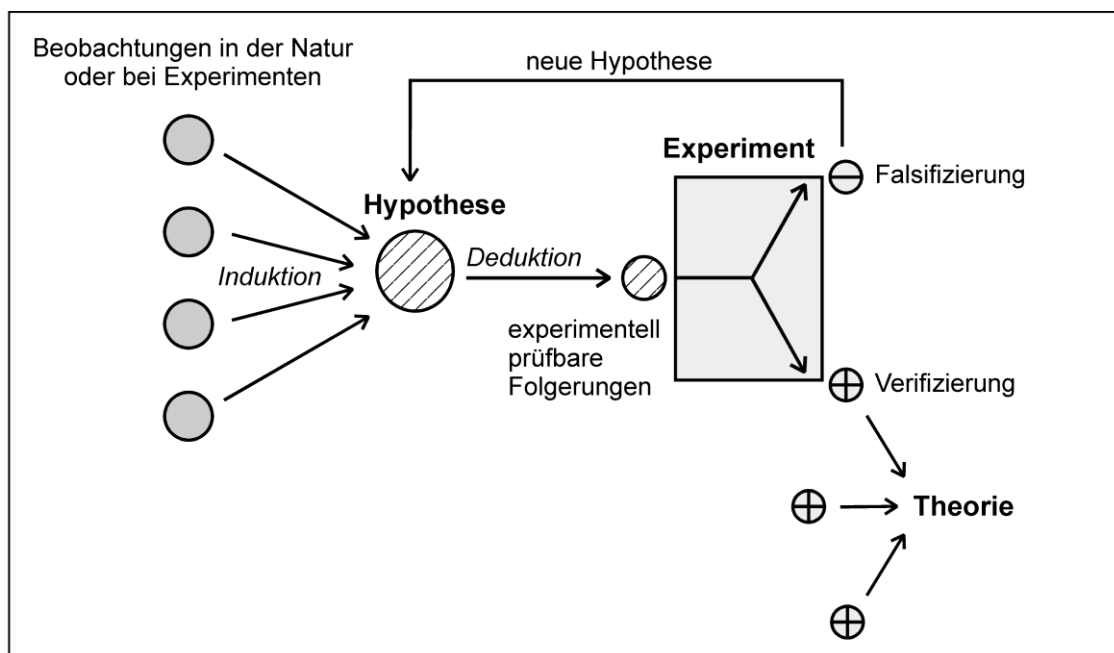 Beobachtungen in der Natur
oder bei Experimenten
neue Hypothese
Experiment
Falsifizierung
Hypothese
Induktion
Deduktion
experimentell
prüfbare
Folgerungen
Verifizierung
Theorie